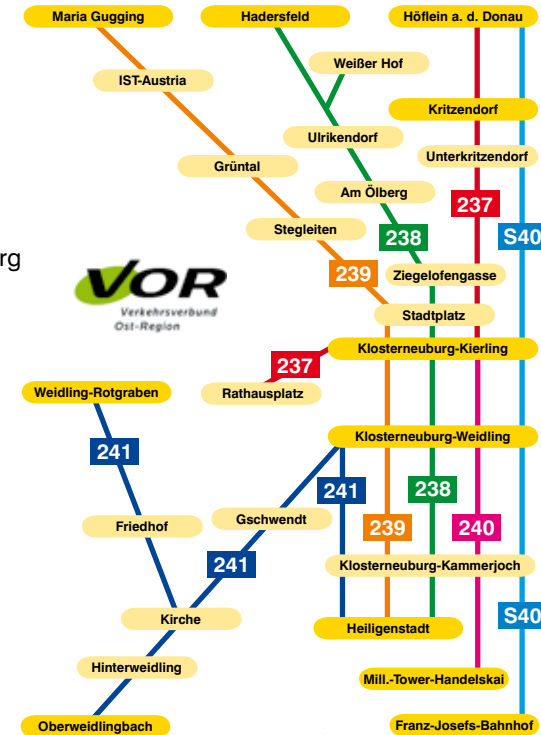 Maria Gugging
Hadersfeld
Höflein a. d. Donau
Weißer Hof
IST-Austria
Kritzendorf
Ulrikendorf
Unterkritzendorf
Grüntal
Am Ölberg
237
Stegleiten
238
S40
rg
239
Ziegelofengasse
VOR
Verkehrsverbund
Ost-Region
Stadtplatz
Klosterneuburg-Kierling
237
Weidling-Rotgraben
Rathausplatz
Klosterneuburg-Weidling
241
241
238
Gschwendt
Friedhof
239
240
241
Klosterneuburg-Kammerjoch
Kirche
S40
Heiligenstadt
Hinterweidling
Mill.-Tower-Handelskai
Oberweidlingbach
Franz-Josefs-Bahnhof